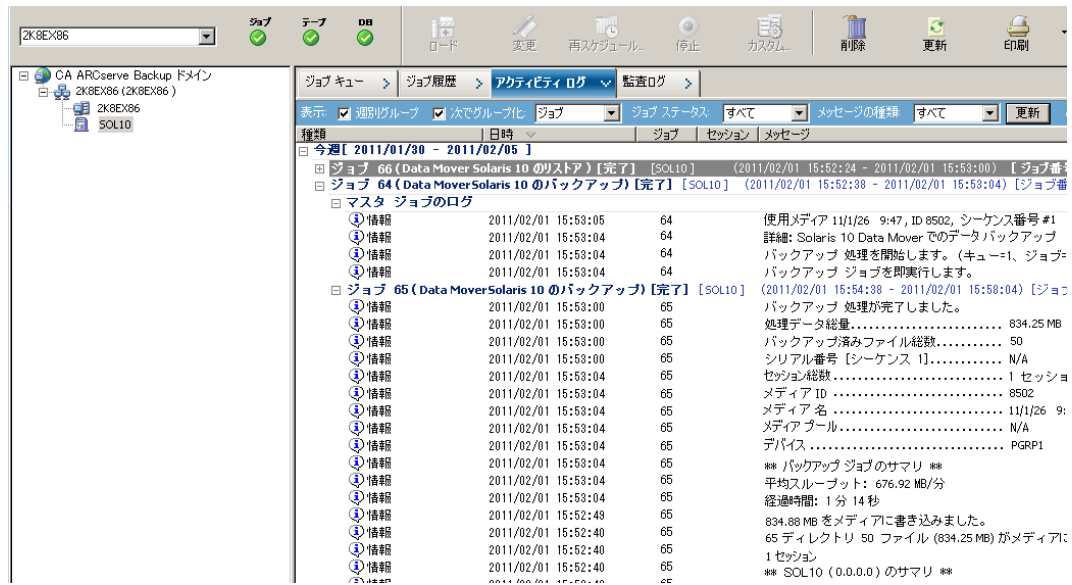 ジョブ テープ DB
2K8EX86 ロード 変更 再スケジュール... 停止 カスタム... 削除 更新 印刷
CA ARCserve Backup ドメイン
2K8EX86 (2K8EX86 )
2K8EX86
SOL10
ジョブ キュー > ジョブ履歴 > アクティビティ ログ 監査ログ >
表示: 週別グループ 次でグループ化: ジョブ ジョブ ステータス: すべて メッセージの種類: すべて 更新
種類 日時 ジョブ セッション メッセージ
今週[ 2011/01/30 - 2011/02/05 ]
ジョブ 66 ( Data Mover Solaris 10 のリストア ) [完了] [SOL10] (2011/02/01 15:52:24 - 2011/02/01 15:53:00) [ ジョブ番
ジョブ 64 ( Data MoverSolaris 10 のバックアップ) [完了] [SOL10] (2011/02/01 15:52:38 - 2011/02/01 15:53:04) [ジョブ番
マスタ ジョブのログ
情報 2011/02/01 15:53:05 64 使用メディア 11/1/26 9:47 , ID 8502, シーケンス番号 #1
情報 2011/02/01 15:53:04 64 詳細: Solaris 10 Data Mover でのデータ バックアップ
情報 2011/02/01 15:53:04 64 バックアップ 処理を開始します。(キュー=1、ジョブ=
情報 2011/02/01 15:53:04 64 バックアップ ジョブを即実行します。
ジョブ 65 ( Data MoverSolaris 10 のバックアップ) [完了] [SOL10] (2011/02/01 15:54:38 - 2011/02/01 15:58:04) [ジョブ
情報 2011/02/01 15:53:00 65 バックアップ 処理が完了しました。
情報 2011/02/01 15:53:00 65 処理データ総量........................... 834.25 MB
情報 2011/02/01 15:53:00 65 バックアップ済みファイル総数........... 50
情報 2011/02/01 15:53:00 65 シリアル番号 [シーケンス 1]............ N/A
情報 2011/02/01 15:53:04 65 セッション総数............................ 1 セッショ
情報 2011/02/01 15:53:04 65 メディア ID ............................ 8502
情報 2011/02/01 15:53:04 65 メディア 名 ............................ 11/1/26 9:
情報 2011/02/01 15:53:04 65 メディア プール............................ N/A
情報 2011/02/01 15:53:04 65 デバイス ................................ PGRP1
情報 2011/02/01 15:53:04 65 ** バックアップ ジョブのサマリ **
情報 2011/02/01 15:53:04 65 平均スループット: 676.92 MB/分
情報 2011/02/01 15:53:04 65 経過時間: 1 分 14 秒
情報 2011/02/01 15:52:49 65 834.88 MB をメディアに書き込みました。
情報 2011/02/01 15:52:40 65 65 ディレクトリ 50 ファイル (834.25 MB) がメディアに
情報 2011/02/01 15:52:40 65 1 セッション
情報 2011/02/01 15:52:40 65 ** SOL10 ( 0.0.0.0 ) のサマリ **